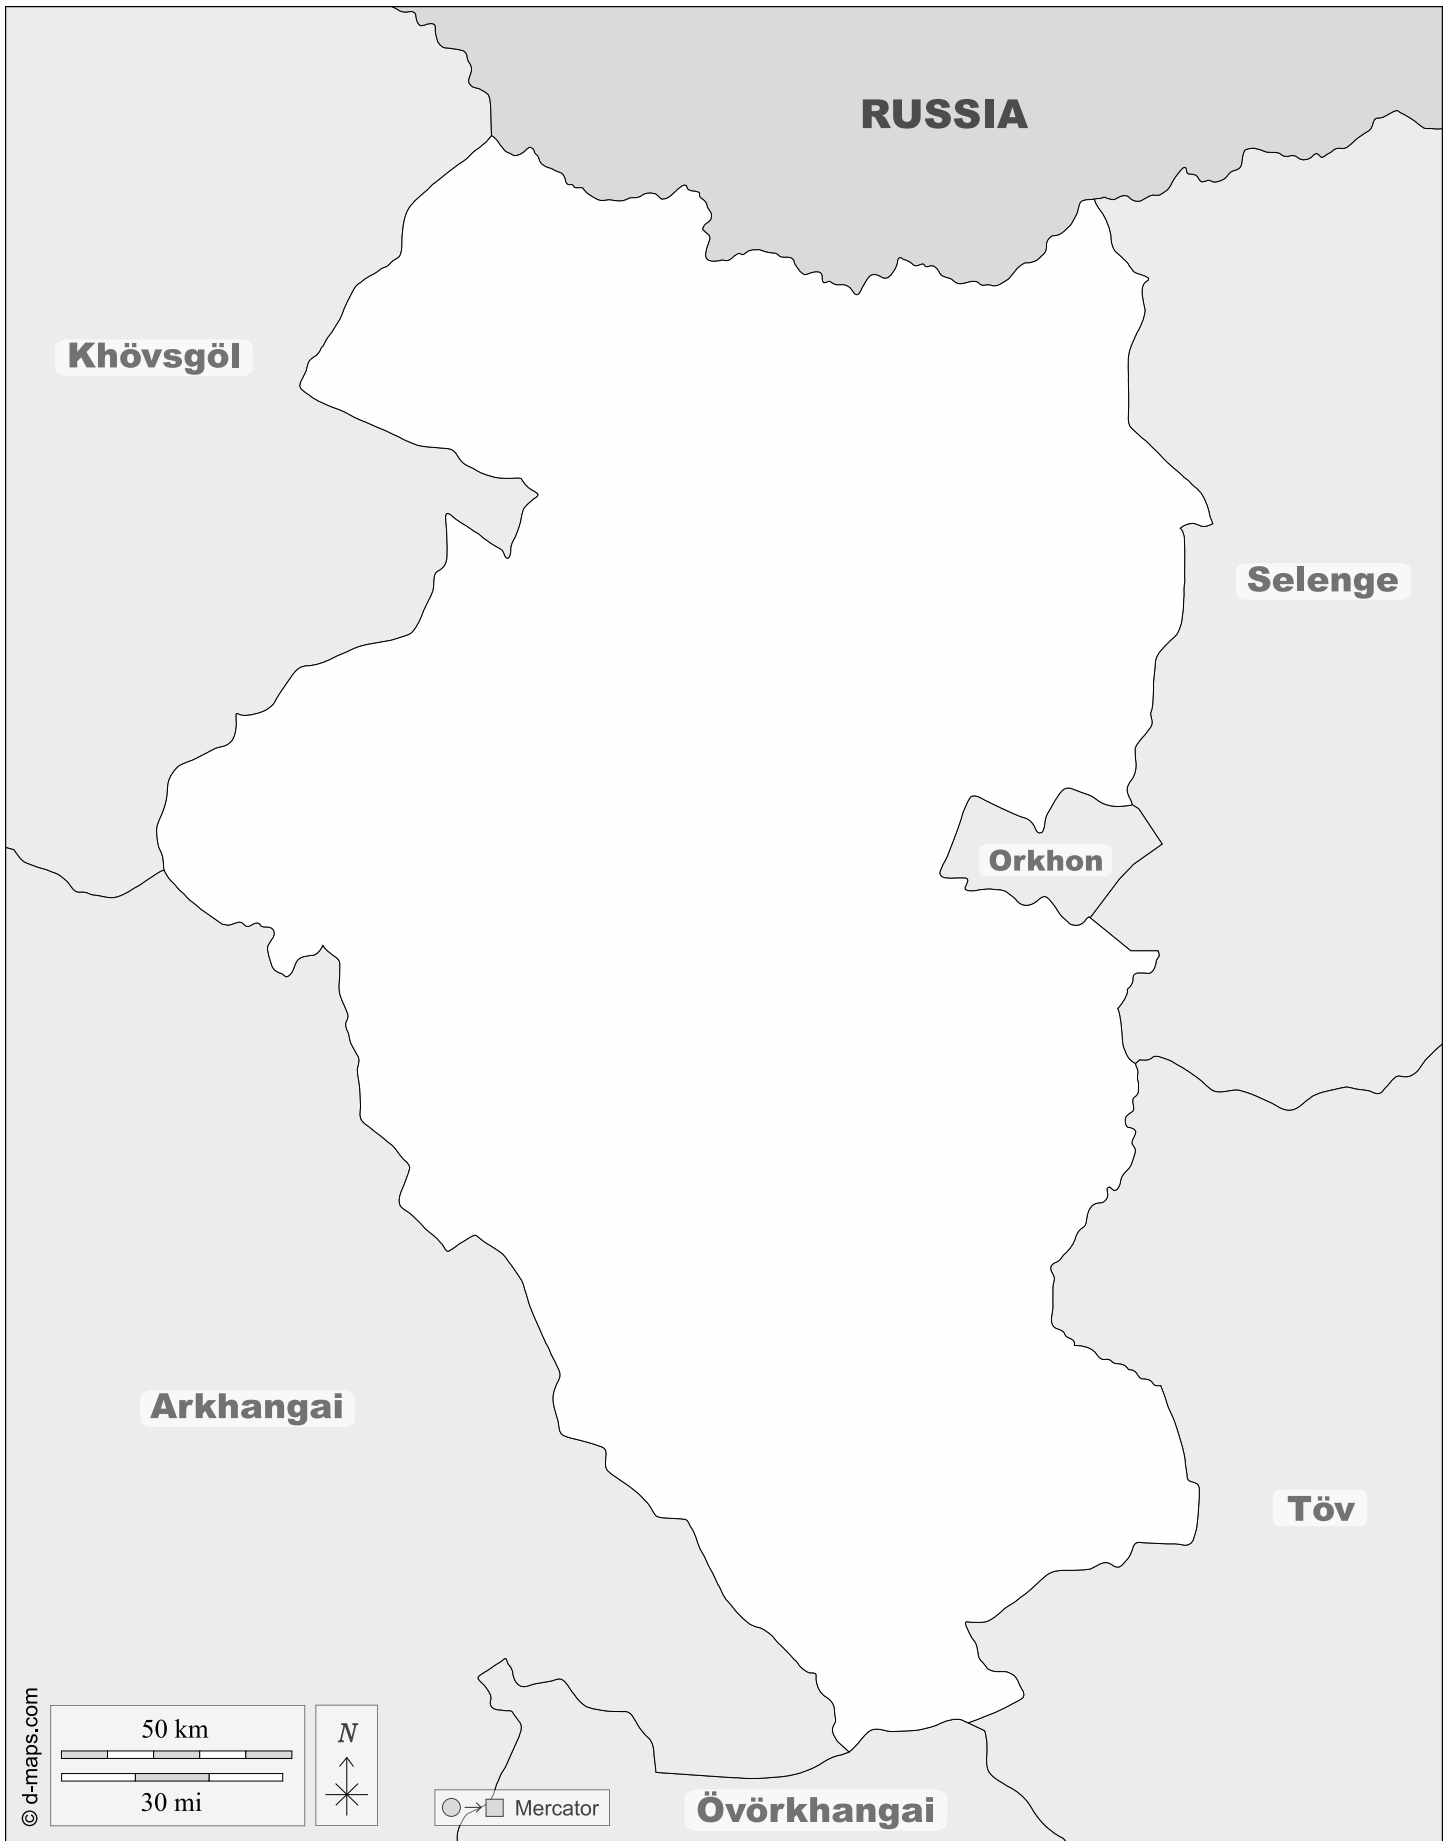 RUSSIA
Khövsgöl
Selenge
Orkhon
Arkhangai
Töv
© d-maps.com
50 km
30 mi
N
Mercator
Övörkhangai